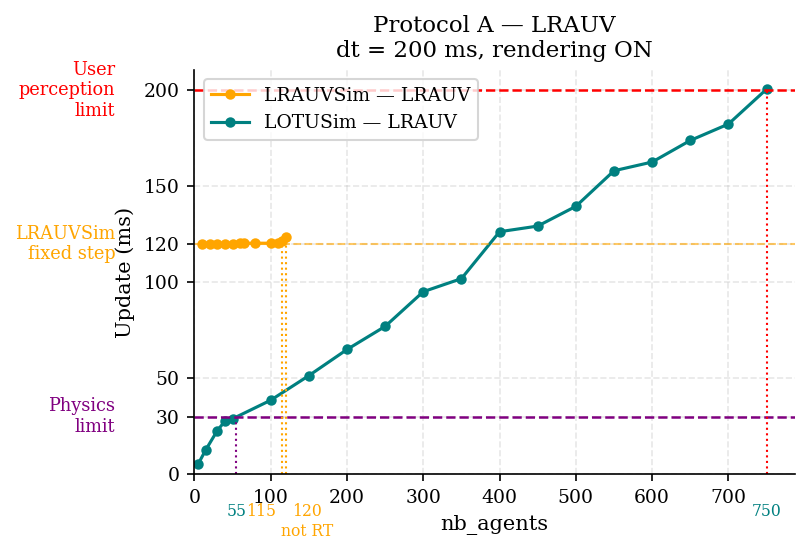 Protocol A — LRAUV
dt = 200 ms, rendering ON
User
perception
limit
LRAUVSim
fixed step
Physics
limit
Update (ms)
200
150
120
100
50
30
0
LRAUVSim — LRAUV
LOTUSim — LRAUV
0 100 200 300 400 500 600 700
55 115 120 750
not RT
nb_agents